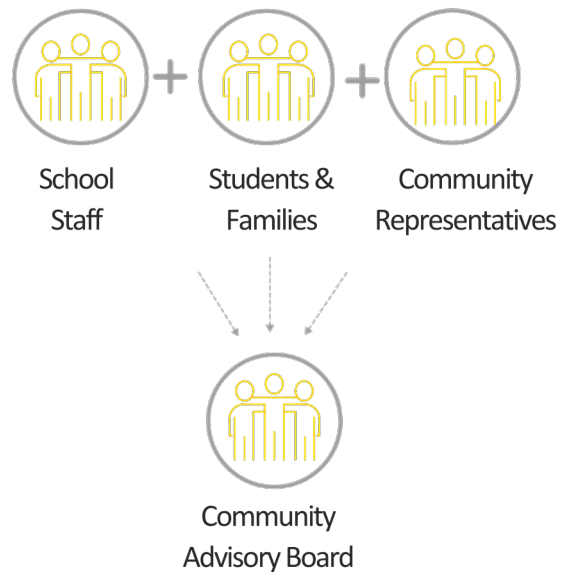 School
Staff
Students &
Families
Community
Representatives
Community
Advisory Board